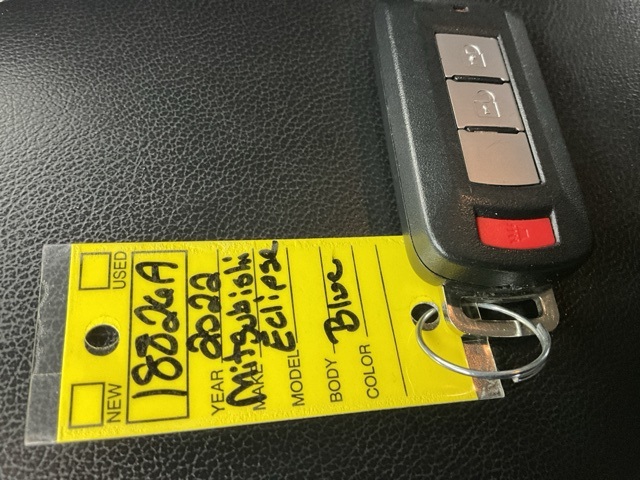 NEW USED
18826A
YEAR 2022
MAKE Mitsubishi
MODEL Eclipse
BODY Blue
COLOR